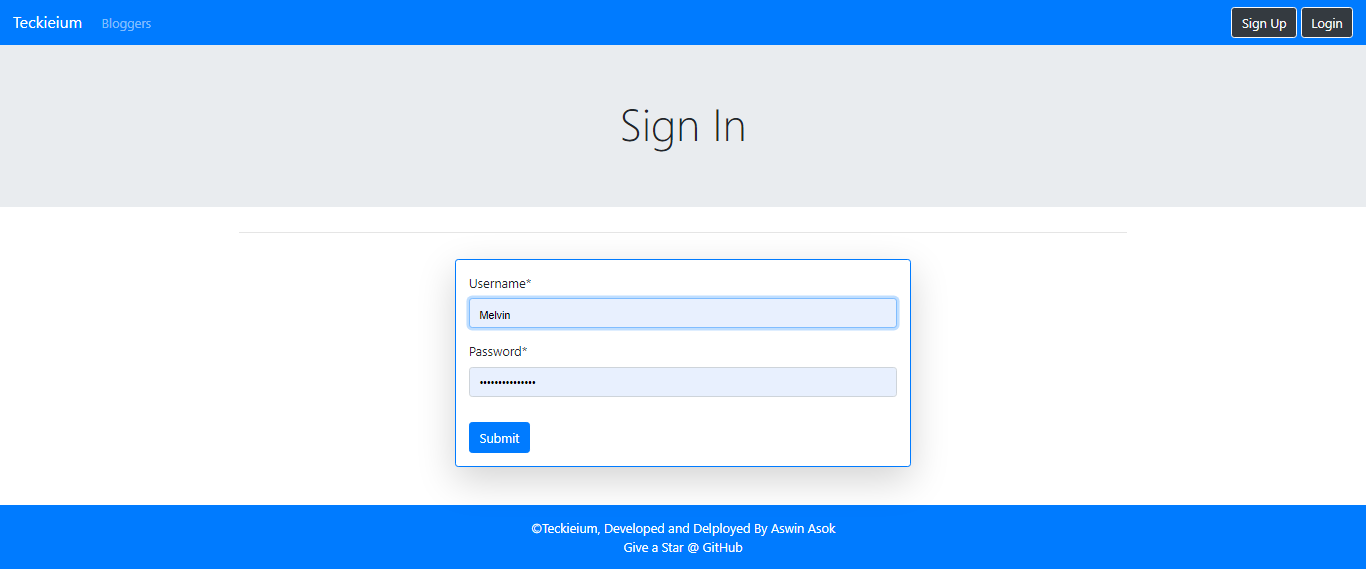 Teckieium Bloggers Sign Up Login
Sign In
Username*
Melvin
Password*
••••••••••••••
Submit
©Teckieium, Developed and Delployed By Aswin Asok
Give a Star @ GitHub